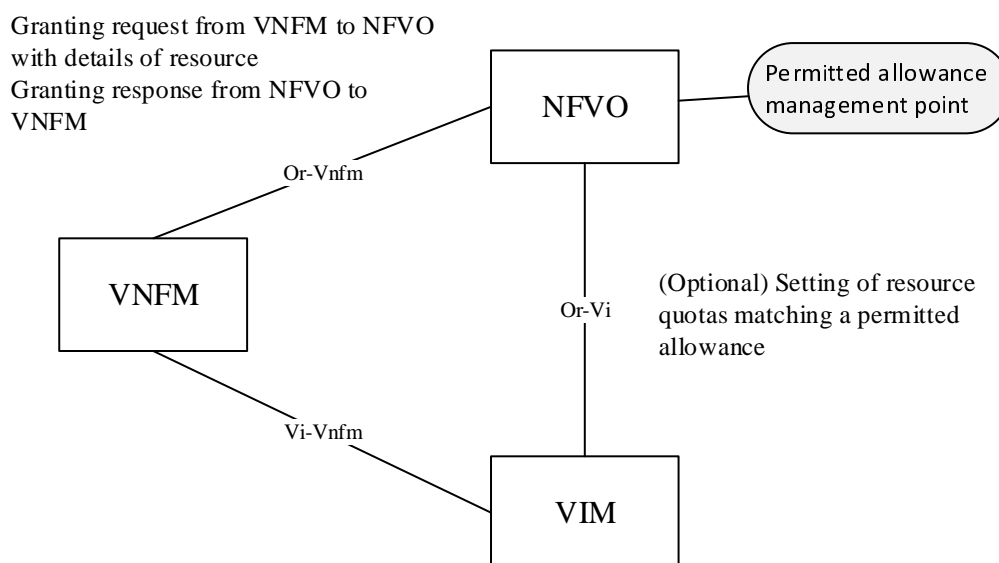 Granting request from VNFM to NFVO
with details of resource
Granting response from NFVO to
VNFM
NFVO
Permitted allowance
management point
Or-Vnfm
VNFM
(Optional) Setting of resource
quotas matching a permitted
allowance
Or-Vi
Vi-Vnfm
VIM